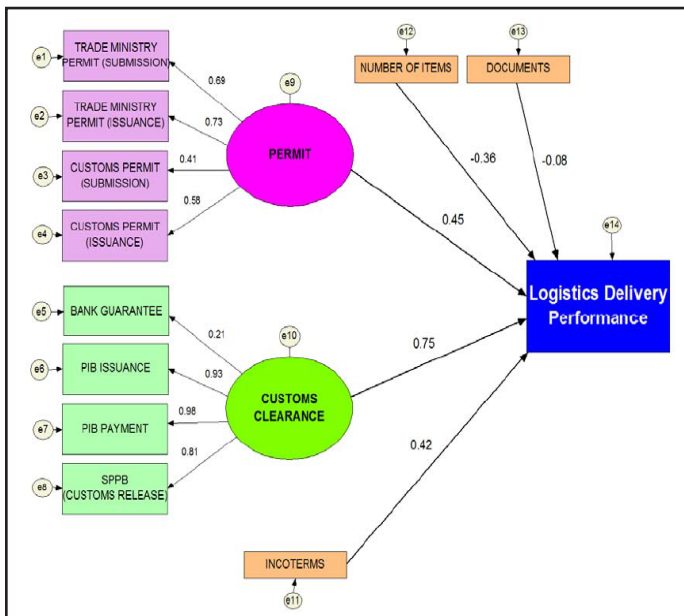 e12
e13
e1
TRADE MINISTRY
PERMIT (SUBMISSION)
e9
NUMBER OF ITEMS
DOCUMENTS
0.69
e2
TRADE MINISTRY
PERMIT (ISSUANCE)
0.73
PERMIT
-0.36
-0.08
e3
CUSTOMS PERMIT
(SUBMISSION)
0.41
e4
CUSTOMS PERMIT
(ISSUANCE)
0.58
0.45
e14
Logistics Delivery
Performance
e5
BANK GUARANTEE
e10
0.21
e6
PIB ISSUANCE
0.93
0.75
CUSTOMS
CLEARANCE
e7
PIB PAYMENT
0.98
e8
SPPB
(CUSTOMS RELEASE)
0.81
0.42
INCOTERMS
e11